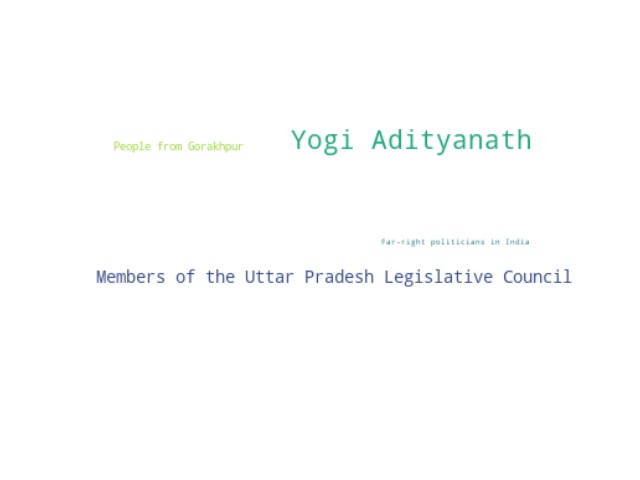 People from Gorakhpur
Yogi Adityanath
Far-right politicians in India
Members of the Uttar Pradesh Legislative Council